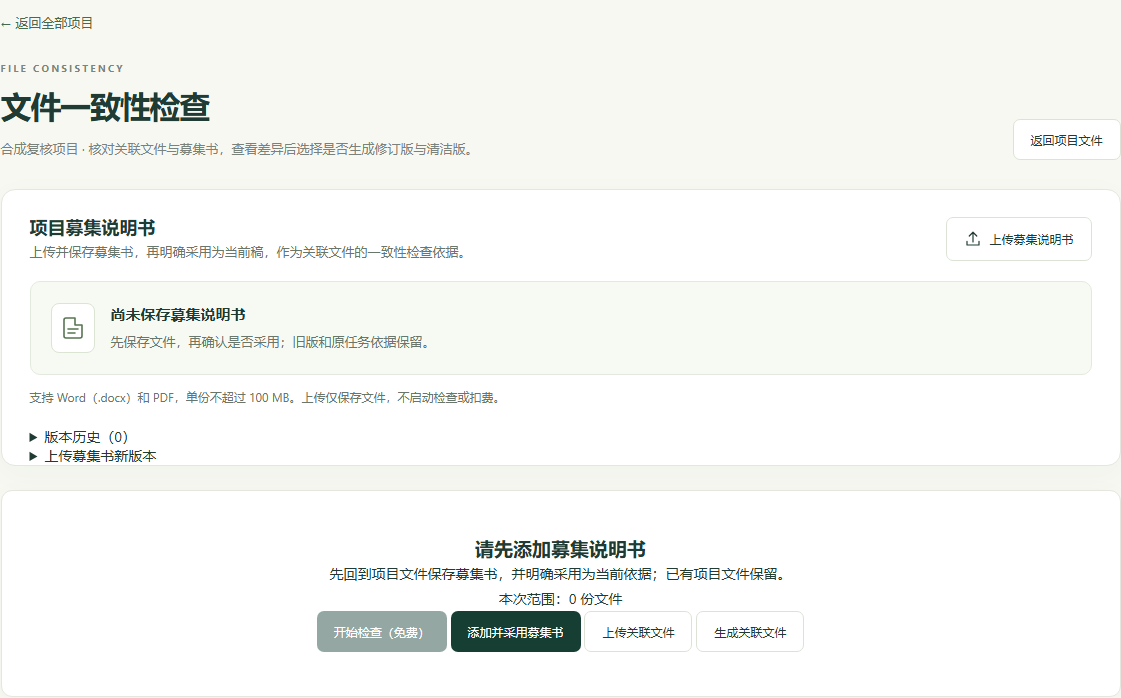 ← 返回全部项目
FILE CONSISTENCY
文件一致性检查
合成复核项目 · 核对关联文件与募集书，查看差异后选择是否生成修订版与清洁版。
返回项目文件
项目募集说明书
上传并保存募集书，再明确采用为当前稿，作为关联文件的一致性检查依据。
上传募集说明书
尚未保存募集说明书
先保存文件，再确认是否采用；旧版和原任务依据保留。
支持 Word（.docx）和 PDF，单份不超过 100 MB。上传仅保存文件，不启动检查或扣费。
▶ 版本历史（0）
▶ 上传募集书新版本
请先添加募集说明书
先回到项目文件保存募集书，并明确采用为当前依据；已有项目文件保留。
本次范围：0 份文件
开始检查（免费）
添加并采用募集书
上传关联文件
生成关联文件